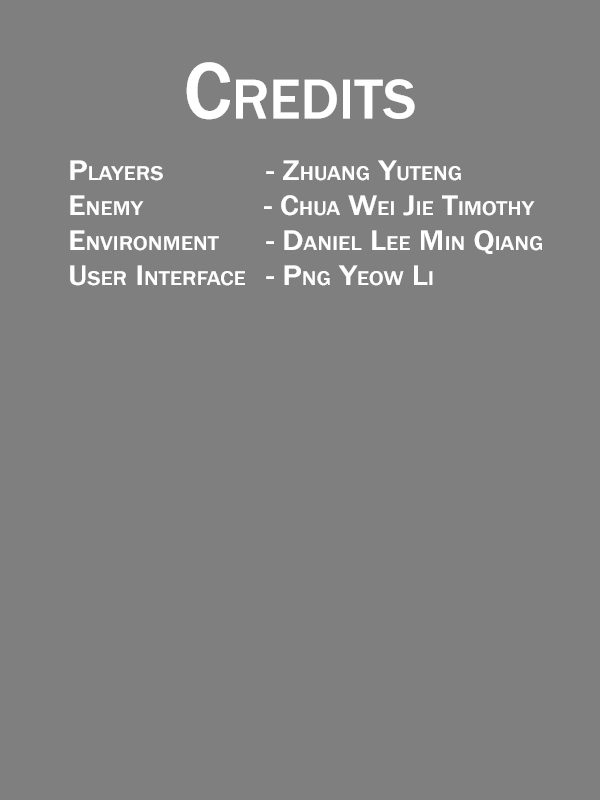 Credits
Players - Zhuang Yuteng
Enemy - Chua Wei Jie Timothy
Environment - Daniel Lee Min Qiang
User Interface - Png Yeow Li